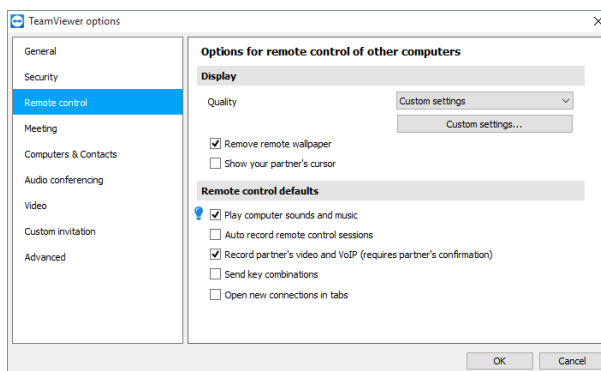 TeamViewer options
General
Security
Remote control
Meeting
Computers & Contacts
Audio conferencing
Video
Custom invitation
Advanced
Options for remote control of other computers
Display
Quality
Custom settings
Custom settings...
Remove remote wallpaper
Show your partner's cursor
Remote control defaults
Play computer sounds and music
Auto record remote control sessions
Record partner's video and VoIP (requires partner's confirmation)
Send key combinations
Open new connections in tabs
OK
Cancel